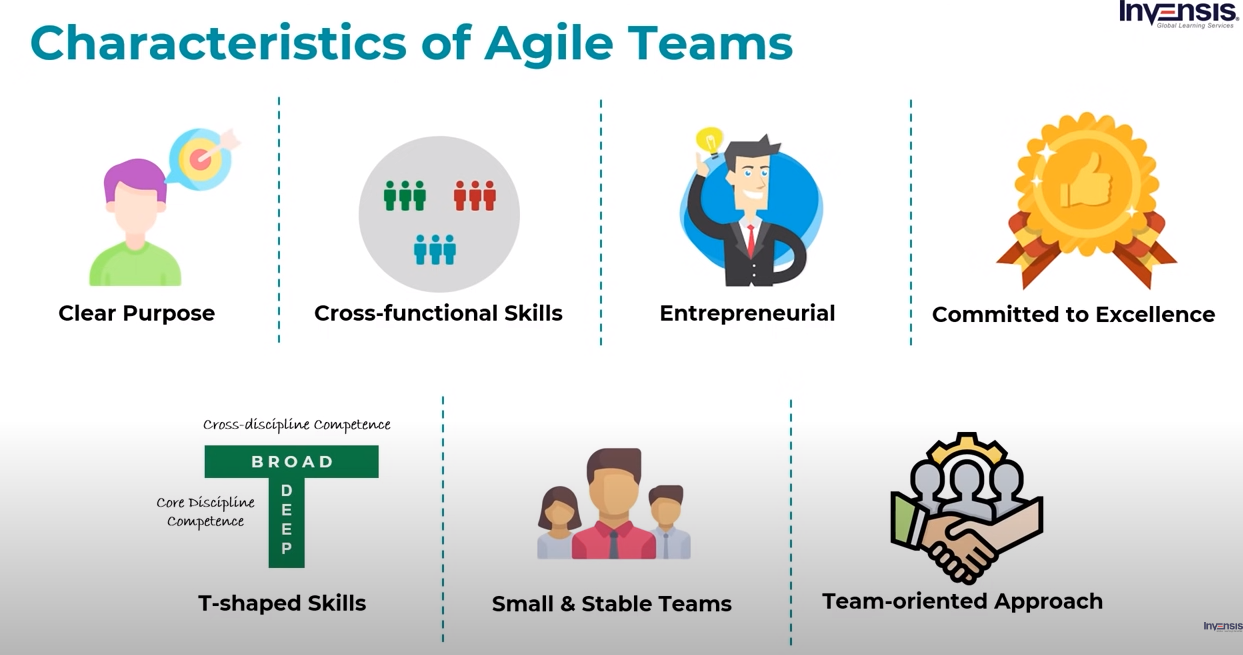 Invensis
Global Learning Services
Characteristics of Agile Teams
Clear Purpose
Cross-functional Skills
Entrepreneurial
Committed to Excellence
Cross-discipline Competence
BROAD
Core Discipline
Competence
DEEP
T-shaped Skills
Small & Stable Teams
Team-oriented Approach
Invensis